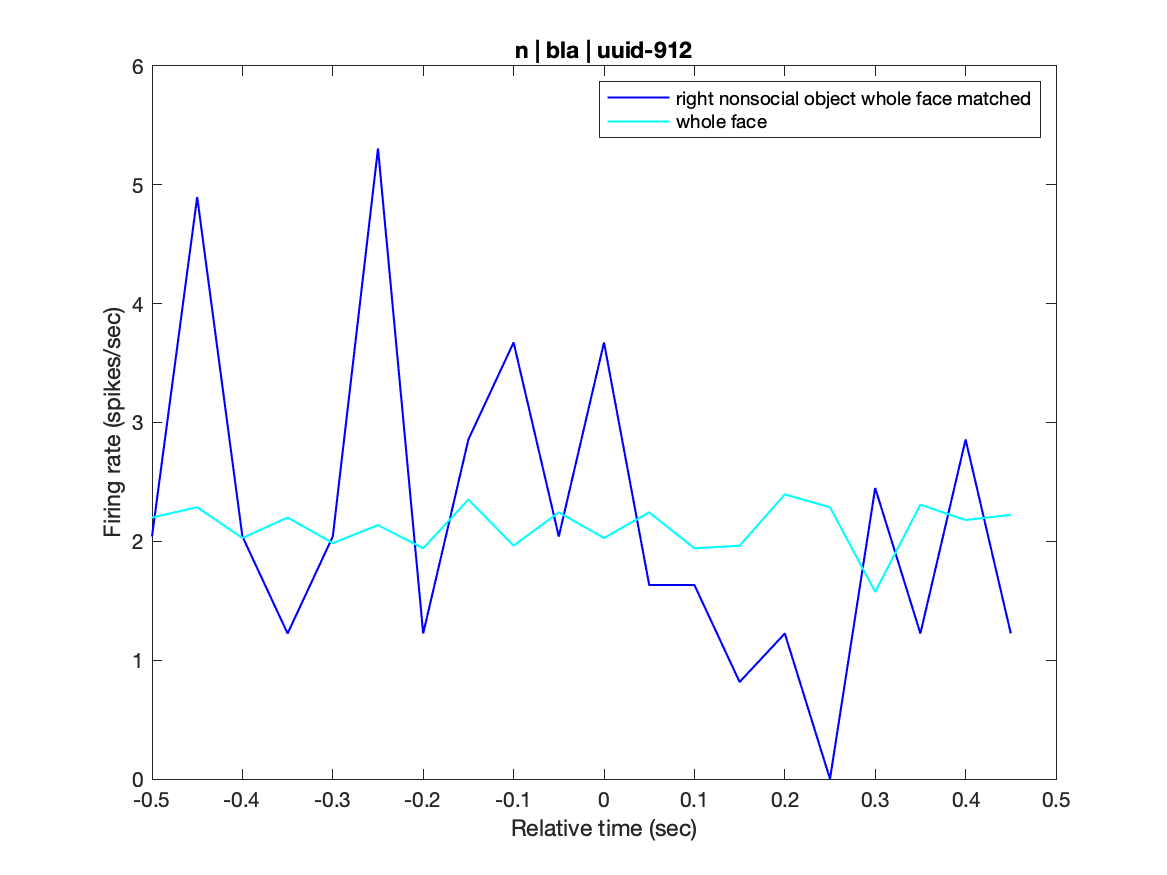 n | bla | uuid-912
right nonsocial object whole face matched
whole face
Firing rate (spikes/sec)
6
5
4
3
2
1
0
-0.5 -0.4 -0.3 -0.2 -0.1 0 0.1 0.2 0.3 0.4 0.5
Relative time (sec)